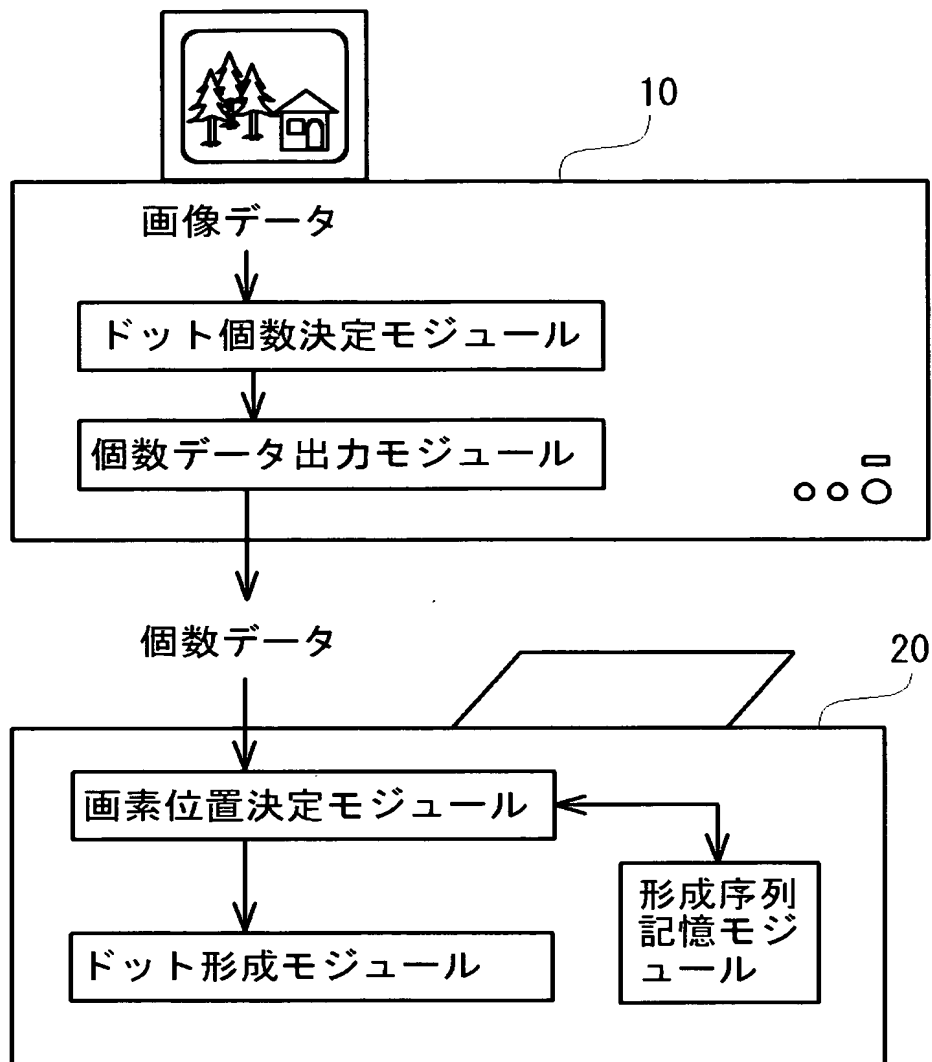 10
画像データ
ドット個数決定モジュール
個数データ出力モジュール
個数データ
20
画素位置決定モジュール
形成序列
記憶モジ
ュール
ドット形成モジュール